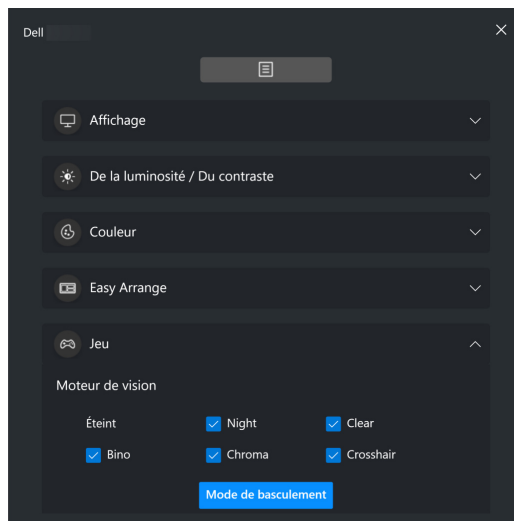 Dell
Affichage
De la luminosité / Du contraste
Couleur
Easy Arrange
Jeu
Moteur de vision
Éteint Night Clear
Bino Chroma Crosshair
Mode de basculement